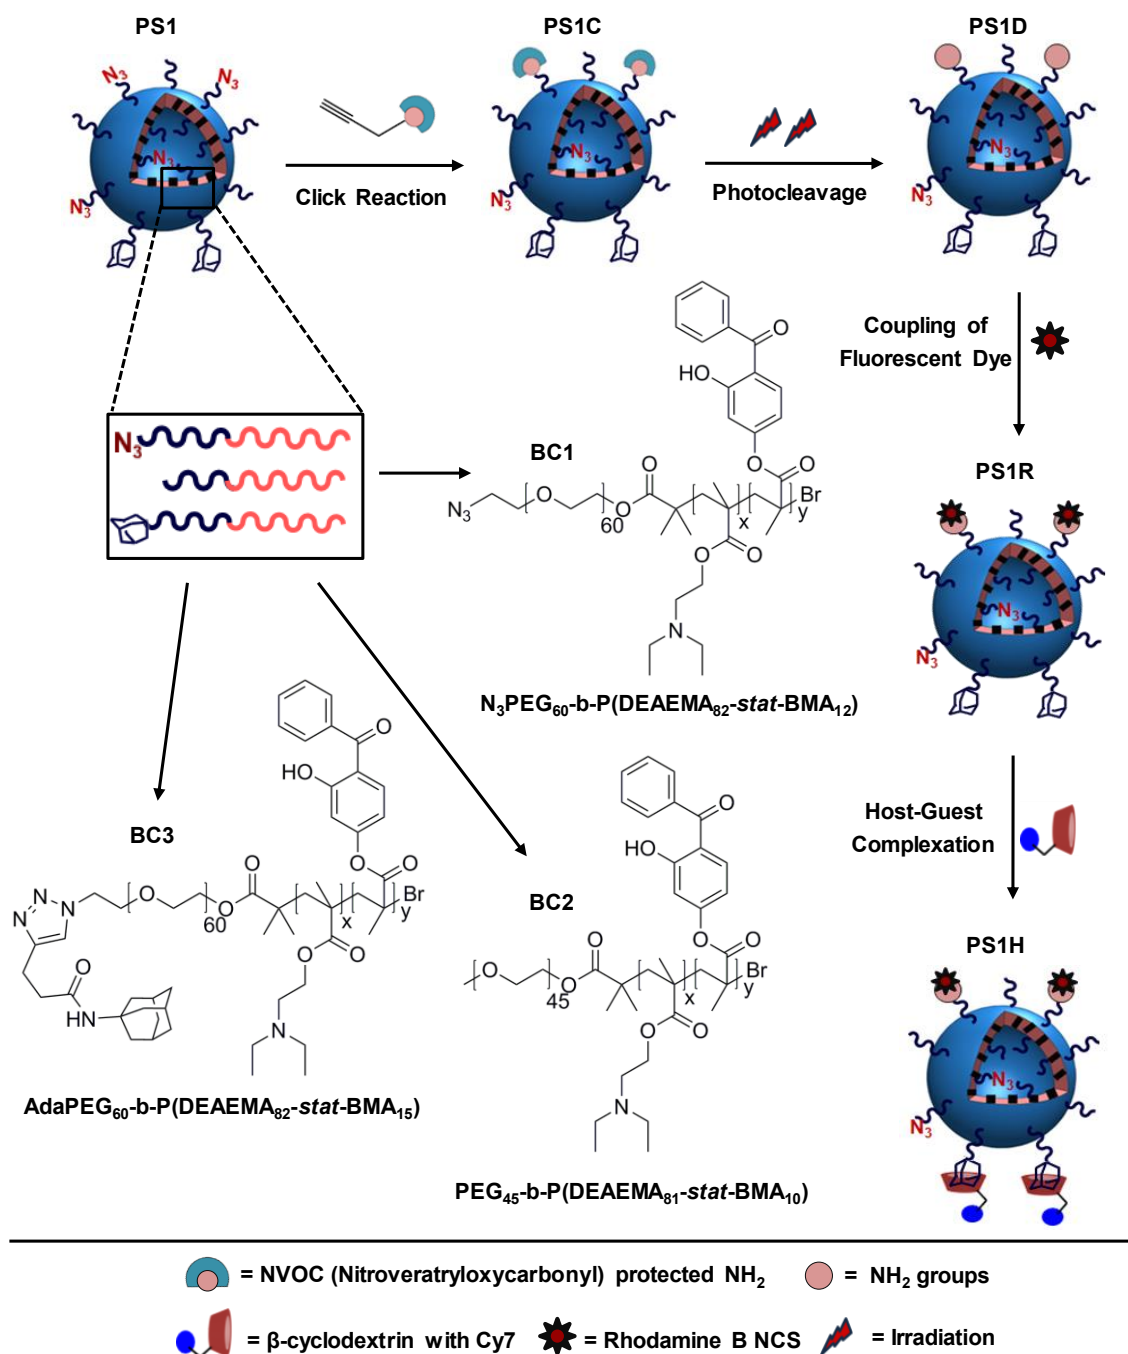 PS1
PS1C
PS1D
N3
N3
N3
N3
Click Reaction
N3
N3
Photocleavage
N3
N3
Coupling of
Fluorescent Dye
O
HO
O
O
BC1
O
Br
N3
O
60
O
x
y
O
O
N
N3PEG60-b-P(DEAEMA82-stat-BMA12)
N3
PS1R
N3
N3
Host-Guest
Complexation
BC3
O
HO
O
O
O
Br
N
N
N
O
60
O
x
y
O
O
O
HN
N
AdaPEG60-b-P(DEAEMA82-stat-BMA15)
BC2
O
HO
O
O
O
Br
O
45
O
x
y
O
O
N
PEG45-b-P(DEAEMA81-stat-BMA10)
PS1H
N3
N3
= NVOC (Nitroveratryloxycarbonyl) protected NH2
= NH2 groups
= β-cyclodextrin with Cy7
= Rhodamine B NCS
= Irradiation